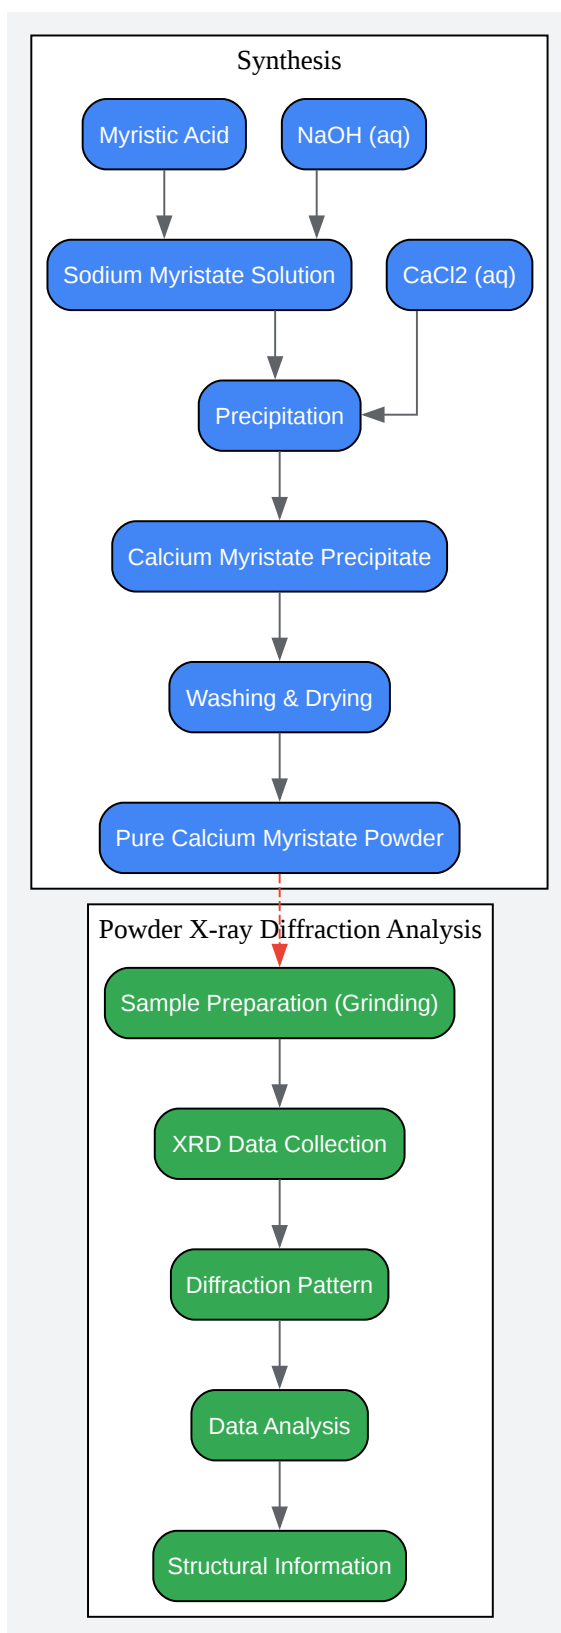 Synthesis
Myristic Acid
NaOH (aq)
Sodium Myristate Solution
CaCl2 (aq)
Precipitation
Calcium Myristate Precipitate
Washing & Drying
Pure Calcium Myristate Powder
Powder X-ray Diffraction Analysis
Sample Preparation (Grinding)
XRD Data Collection
Diffraction Pattern
Data Analysis
Structural Information